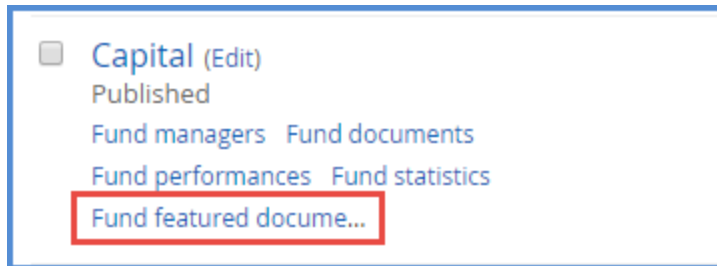 Capital (Edit)
Published
Fund managers Fund documents
Fund performances Fund statistics
Fund featured docume...